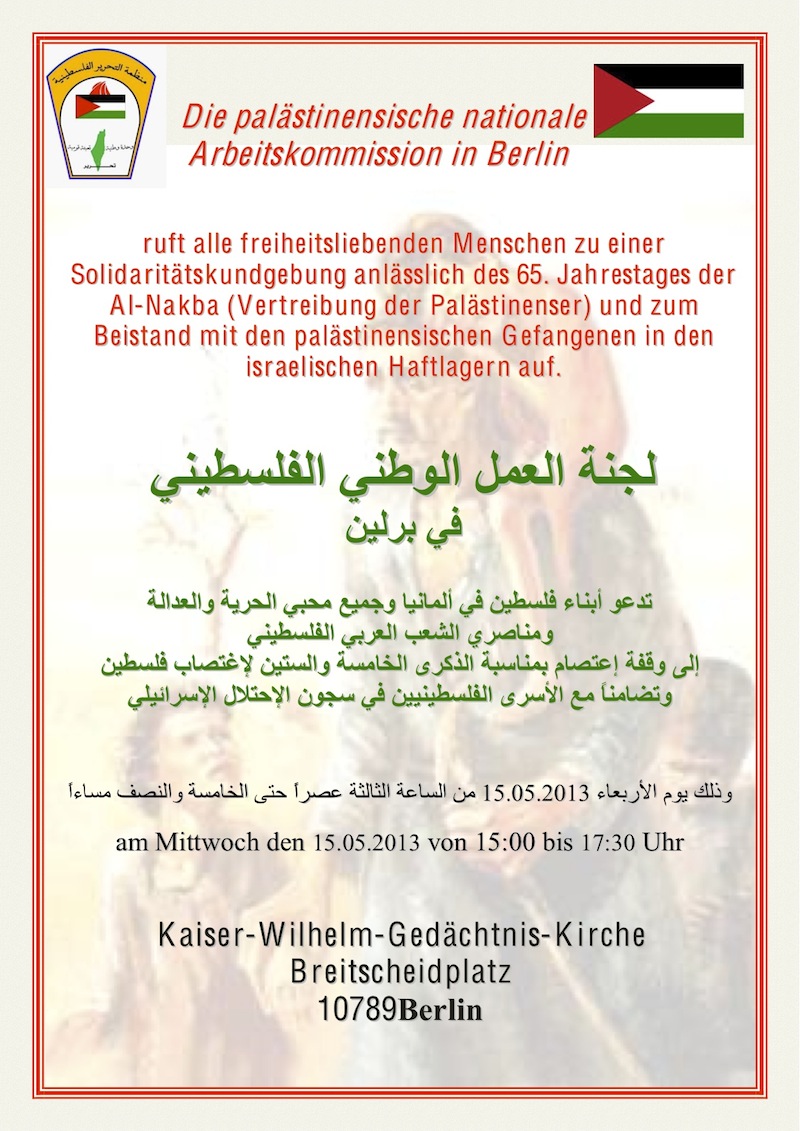 منظمة التحرير الفلسطينية
Die palästinensische nationale
Arbeitskommission in Berlin
ruft alle freiheitsliebenden Menschen zu einer
Solidaritätskundgebung anlässlich des 65. Jahrestages der
Al-Nakba (Vertreibung der Palästinenser) und zum
Beistand mit den palästinensischen Gefangenen in den
israelischen Haftlagern auf.
لجنة العمل الوطني الفلسطيني
في برلين
تدعو أبناء فلسطين في ألمانيا وجميع محبي الحرية والعدالة
ومناصري الشعب العربي الفلسطيني
إلى وقفة إعتصام بمناسبة الذكرى الخامسة والستين لإغتصاب فلسطين
وتضامناً مع الأسرى الفلسطينيين في سجون الإحتلال الإسرائيلي
وذلك يوم الأربعاء 15.05.2013 من الساعة الثالثة عصراً حتى الخامسة والنصف مساءاً
am Mittwoch den 15.05.2013 von 15:00 bis 17:30 Uhr
Kaiser-Wilhelm-Gedächtnis-Kirche
Breitscheidplatz
10789Berlin